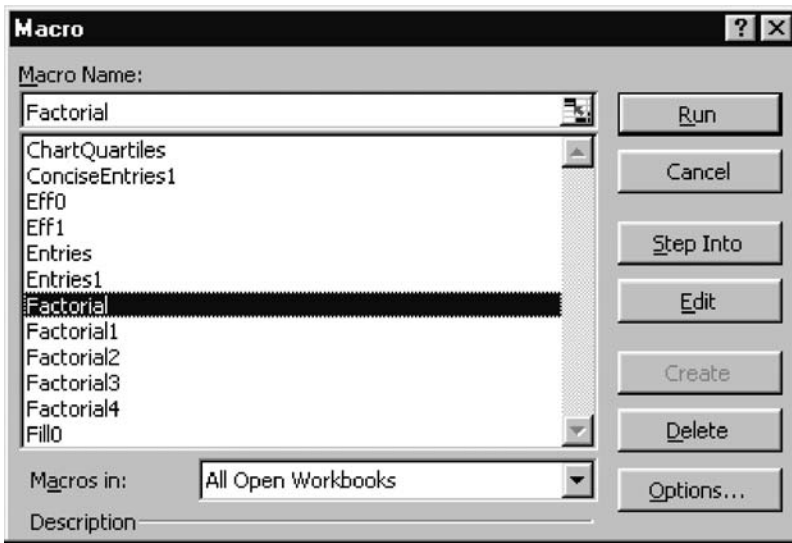 Macro
Macro Name:
Factorial
ChartQuartiles
ConciseEntries1
Eff0
Eff1
Entries
Entries1
Factorial
Factorial1
Factorial2
Factorial3
Factorial4
Fill0
Macros in:
All Open Workbooks
Description
?
Run
Cancel
Step Into
Edit
Create
Delete
Options...